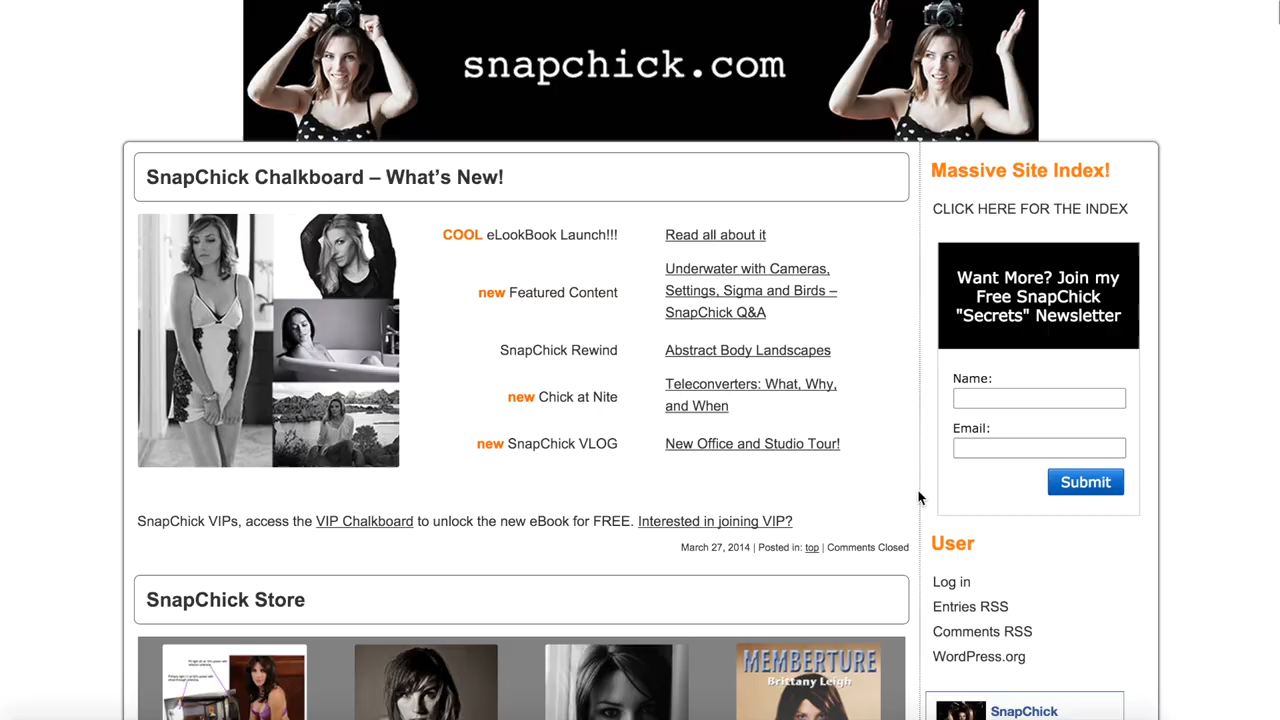 snapchick.com
SnapChick Chalkboard – What's New!
COOL eLookBook Launch!!! Read all about it
new Featured Content
Underwater with Cameras,
Settings, Sigma and Birds –
SnapChick Q&A
SnapChick Rewind Abstract Body Landscapes
new Chick at Nite
Teleconverters: What, Why,
and When
new SnapChick VLOG New Office and Studio Tour!
SnapChick VIPs, access the VIP Chalkboard to unlock the new eBook for FREE. Interested in joining VIP?
March 27, 2014 | Posted in: top | Comments Closed
SnapChick Store
MEMBERTURE
Brittany Leigh
Massive Site Index!
CLICK HERE FOR THE INDEX
Want More? Join my
Free SnapChick
"Secrets" Newsletter
Name:
Email:
Submit
User
Log in
Entries RSS
Comments RSS
WordPress.org
SnapChick